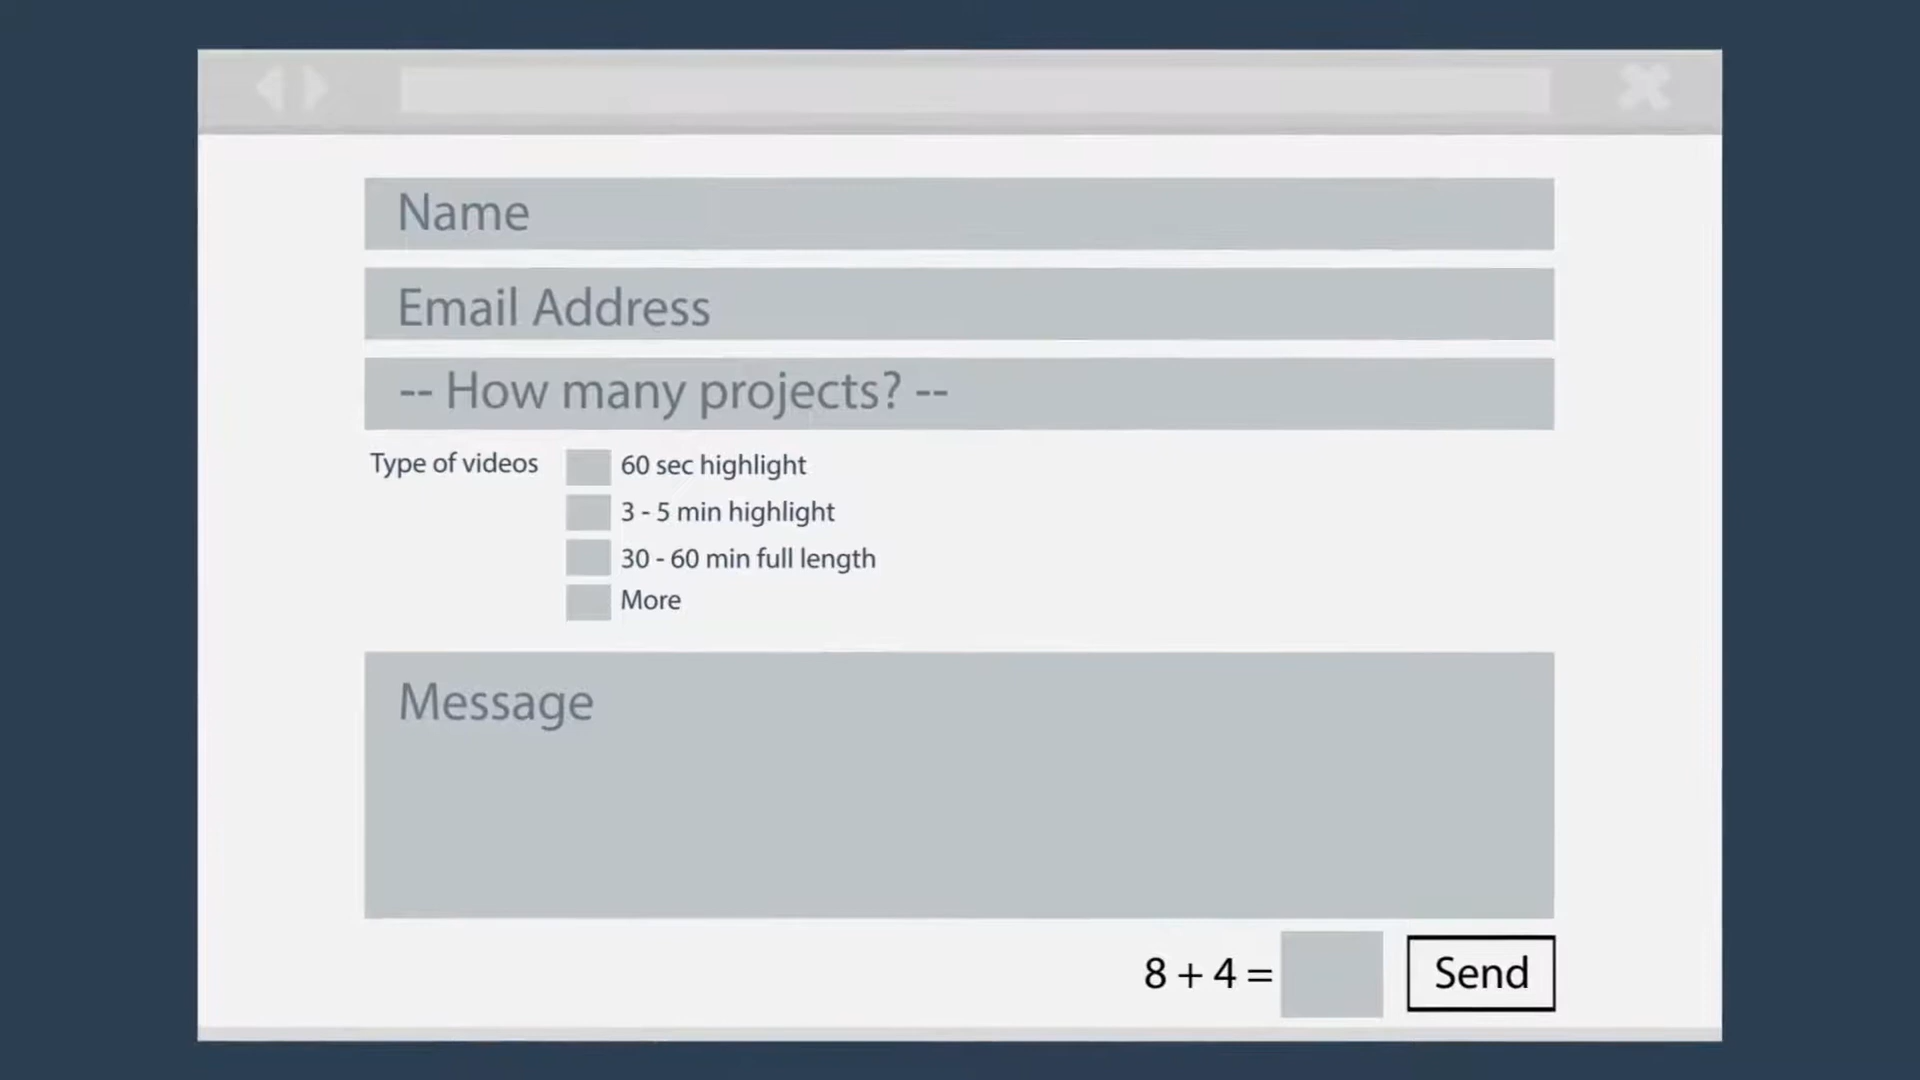 Name
Email Address
-- How many projects? --
Type of videos
60 sec highlight
3 - 5 min highlight
30 - 60 min full length
More
Message
8 + 4 =
Send